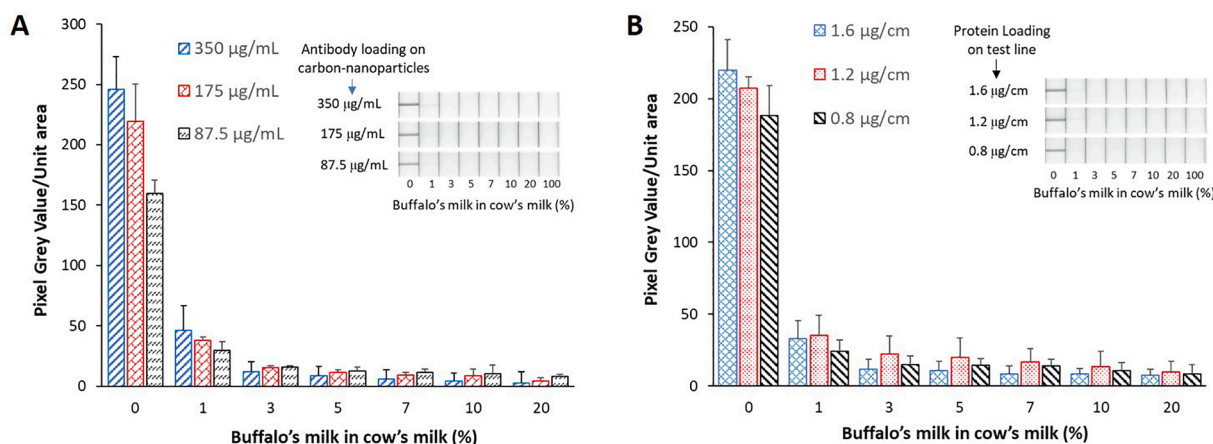 A
300
250
200
150
100
50
0
Pixel Grey Value/Unit area
350 µg/mL
175 µg/mL
87.5 µg/mL
Antibody loading on
carbon-nanoparticles
350 µg/mL
175 µg/mL
87.5 µg/mL
0 1 3 5 7 10 20 100
Buffalo's milk in cow's milk (%)
0 1 3 5 7 10 20
Buffalo's milk in cow's milk (%)
B
250
200
150
100
50
0
Pixel Grey Value/Unit area
1.6 µg/cm
1.2 µg/cm
0.8 µg/cm
Protein Loading
on test line
1.6 µg/cm
1.2 µg/cm
0.8 µg/cm
0 1 3 5 7 10 20 100
Buffalo's milk in cow's milk (%)
0 1 3 5 7 10 20
Buffalo's milk in cow's milk (%)